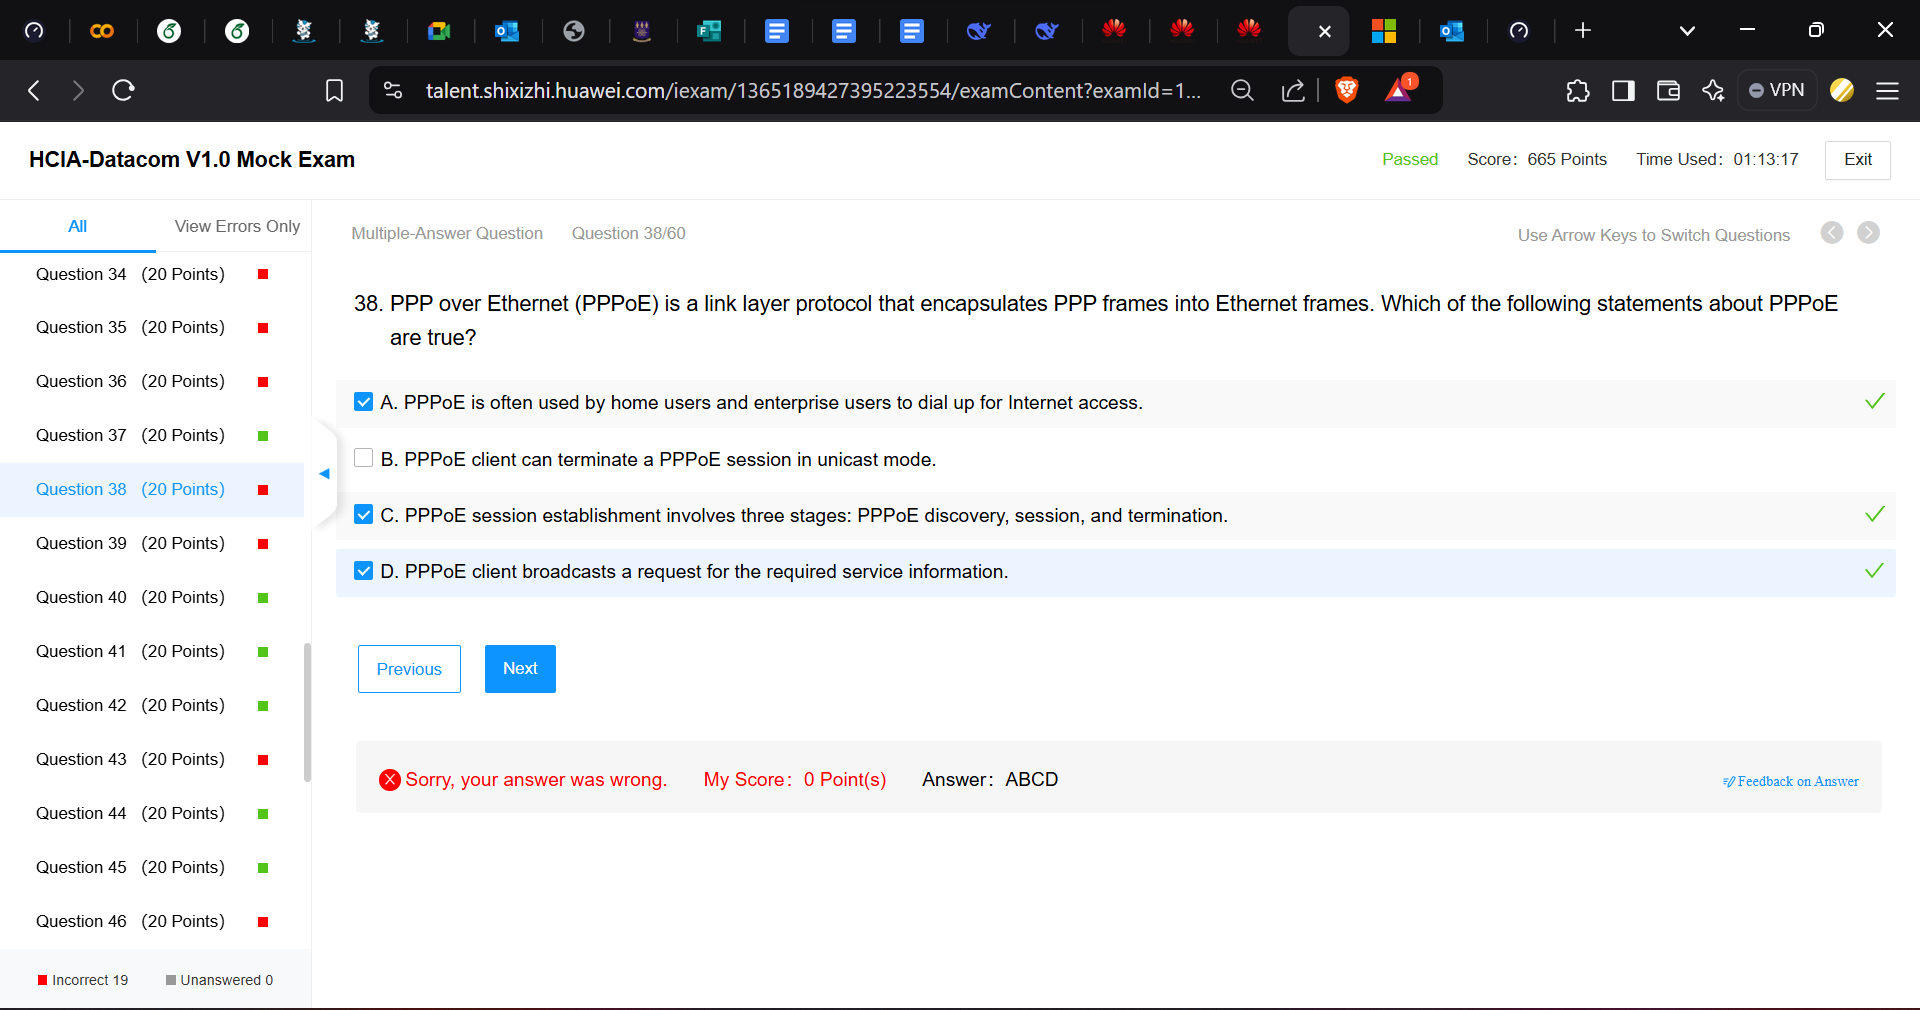 talent.shixizhi.huawei.com/iexam/1365189427395223554/examContent?examId=1...
1
VPN
HCIA-Datacom V1.0 Mock Exam
Passed
Score: 665 Points
Time Used: 01:13:17
Exit
All
View Errors Only
Multiple-Answer Question
Question 38/60
Use Arrow Keys to Switch Questions
Question 34 (20 Points)
Question 35 (20 Points)
Question 36 (20 Points)
Question 37 (20 Points)
Question 38 (20 Points)
Question 39 (20 Points)
Question 40 (20 Points)
Question 41 (20 Points)
Question 42 (20 Points)
Question 43 (20 Points)
Question 44 (20 Points)
Question 45 (20 Points)
Question 46 (20 Points)
Incorrect 19
Unanswered 0
38. PPP over Ethernet (PPPoE) is a link layer protocol that encapsulates PPP frames into Ethernet frames. Which of the following statements about PPPoE
are true?
A. PPPoE is often used by home users and enterprise users to dial up for Internet access.
B. PPPoE client can terminate a PPPoE session in unicast mode.
C. PPPoE session establishment involves three stages: PPPoE discovery, session, and termination.
D. PPPoE client broadcasts a request for the required service information.
Previous
Next
Sorry, your answer was wrong.
My Score: 0 Point(s)
Answer: ABCD
Feedback on Answer